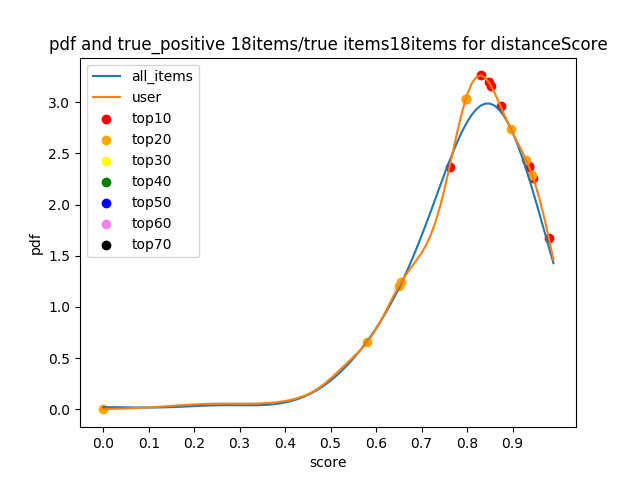 pdf and true_positive 18items/true items18items for distanceScore
all_items
user
top10
top20
top30
top40
top50
top60
top70
pdf
3.0
2.5
2.0
1.5
1.0
0.5
0.0
0.0 0.1 0.2 0.3 0.4 0.5 0.6 0.7 0.8 0.9
score